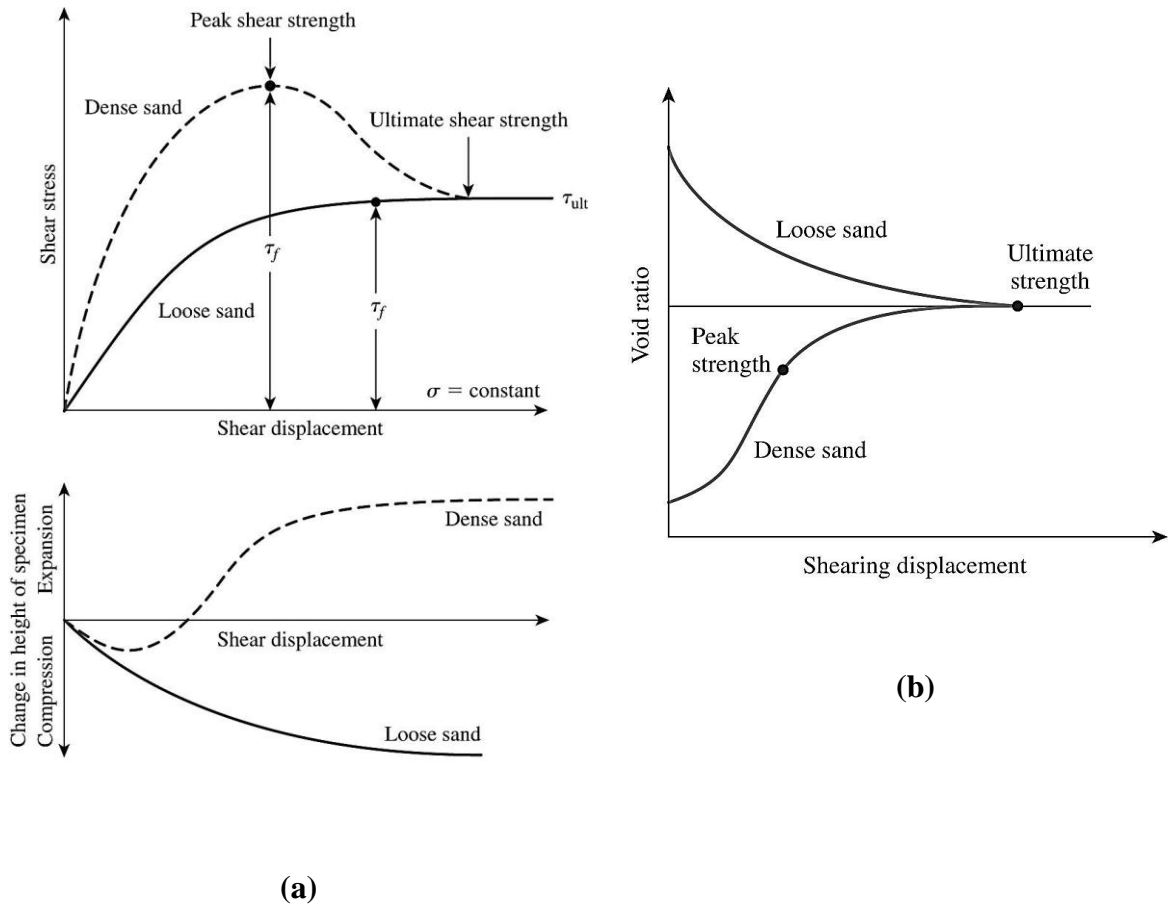 Peak shear strength
Dense sand
Ultimate shear strength
Shear stress
τult
τf
Loose sand
τf
σ = constant
Shear displacement
Change in height of specimen
Compression Expansion
Dense sand
Shear displacement
Loose sand
(a)
Void ratio
Loose sand
Ultimate
strength
Peak
strength
Dense sand
Shearing displacement
(b)